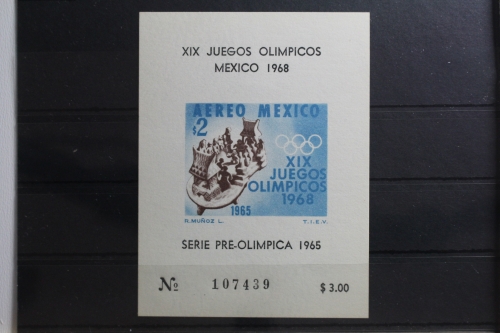 XIX JUEGOS OLIMPICOS
MEXICO 1968
AEREO MEXICO
$2
XIX
JUEGOS
OLIMPICOS
1968
1965
R.MUÑOZ L.
T.I.E.V.
SERIE PRE-OLIMPICA 1965
No 107439 $ 3.00